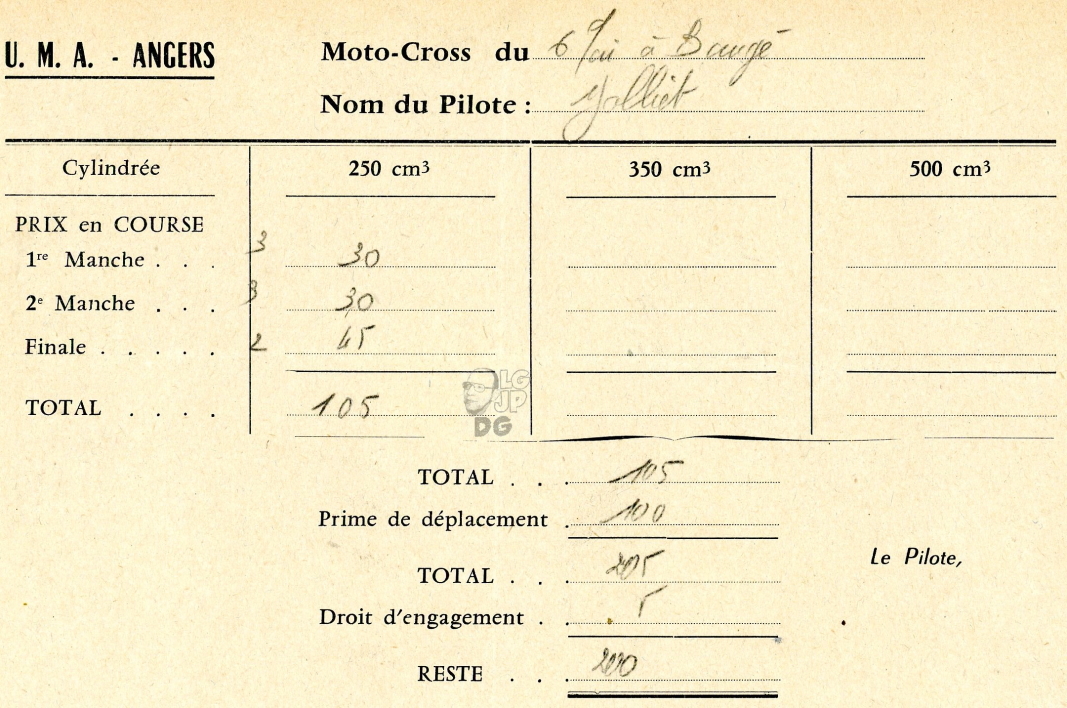 U. M. A. - ANGERS
Moto-Cross du 6 Mai à Baugé
Nom du Pilote :
Cylindrée 250 cm³ 350 cm³ 500 cm³
PRIX en COURSE
1re Manche . . . 3 30
2e Manche . . . 3 30
Finale . . . . . 2 45
TOTAL . . . . 105
LG
JP
DG
TOTAL . . . 105
Prime de déplacement . 100
TOTAL . . . 205
Le Pilote,
Droit d'engagement . . 5
RESTE . . . 200